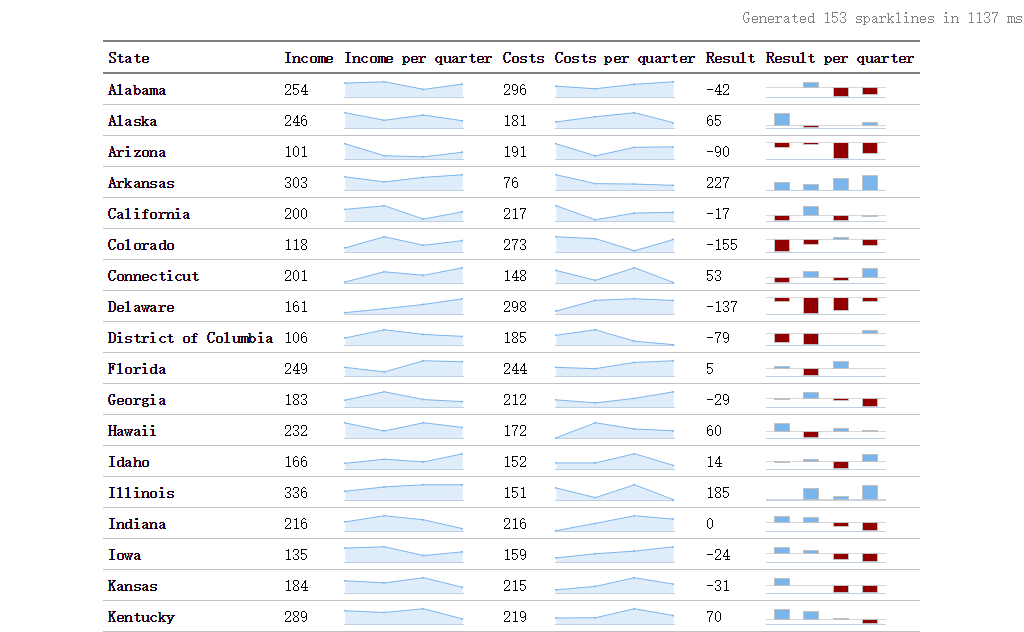 Generated 153 sparklines in 1137 ms
State Income Income per quarter Costs Costs per quarter Result Result per quarter
Alabama 254 296 -42
Alaska 246 181 65
Arizona 101 191 -90
Arkansas 303 76 227
California 200 217 -17
Colorado 118 273 -155
Connecticut 201 148 53
Delaware 161 298 -137
District of Columbia 106 185 -79
Florida 249 244 5
Georgia 183 212 -29
Hawaii 232 172 60
Idaho 166 152 14
Illinois 336 151 185
Indiana 216 216 0
Iowa 135 159 -24
Kansas 184 215 -31
Kentucky 289 219 70